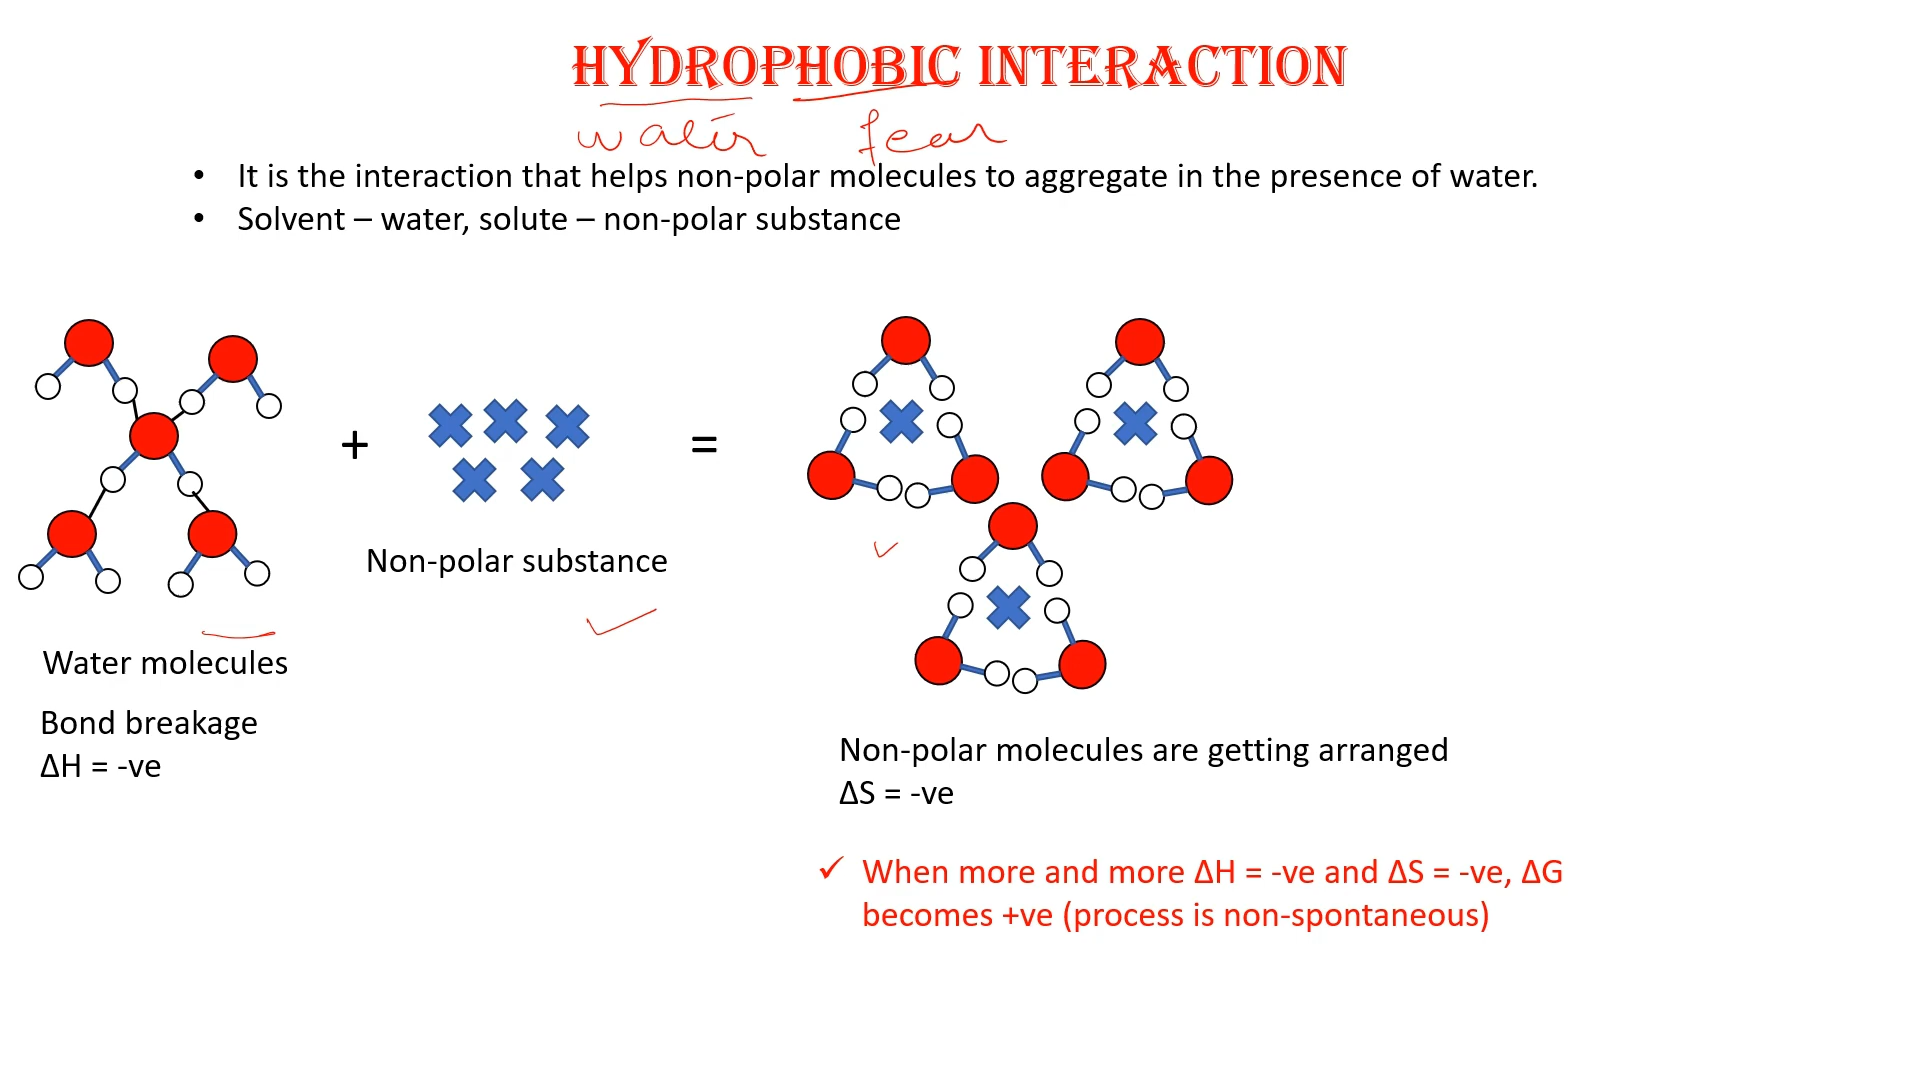 HYDROPHOBIC INTERACTION
water fear
• It is the interaction that helps non-polar molecules to aggregate in the presence of water.
• Solvent – water, solute – non-polar substance
+ =
Non-polar substance
Water molecules
Bond breakage
ΔH = -ve
Non-polar molecules are getting arranged
ΔS = -ve
✓ When more and more ΔH = -ve and ΔS = -ve, ΔG
becomes +ve (process is non-spontaneous)